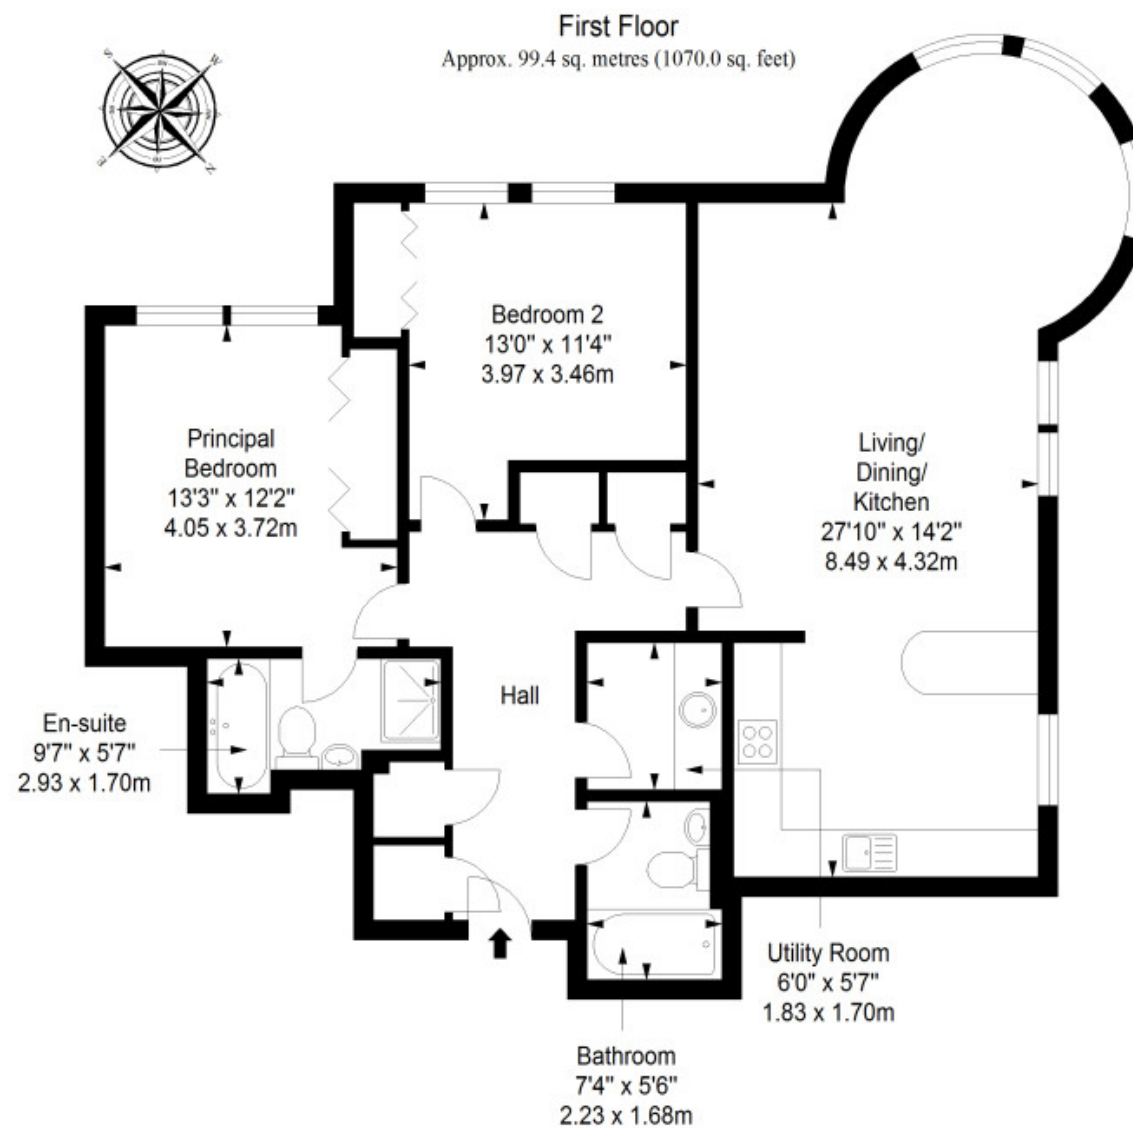 First Floor
Approx. 99.4 sq. metres (1070.0 sq. feet)
S
W
E
N
Bedroom 2
13'0" x 11'4"
3.97 x 3.46m
Principal
Bedroom
13'3" x 12'2"
4.05 x 3.72m
Living/
Dining/
Kitchen
27'10" x 14'2"
8.49 x 4.32m
Hall
En-suite
9'7" x 5'7"
2.93 x 1.70m
Utility Room
6'0" x 5'7"
1.83 x 1.70m
Bathroom
7'4" x 5'6"
2.23 x 1.68m